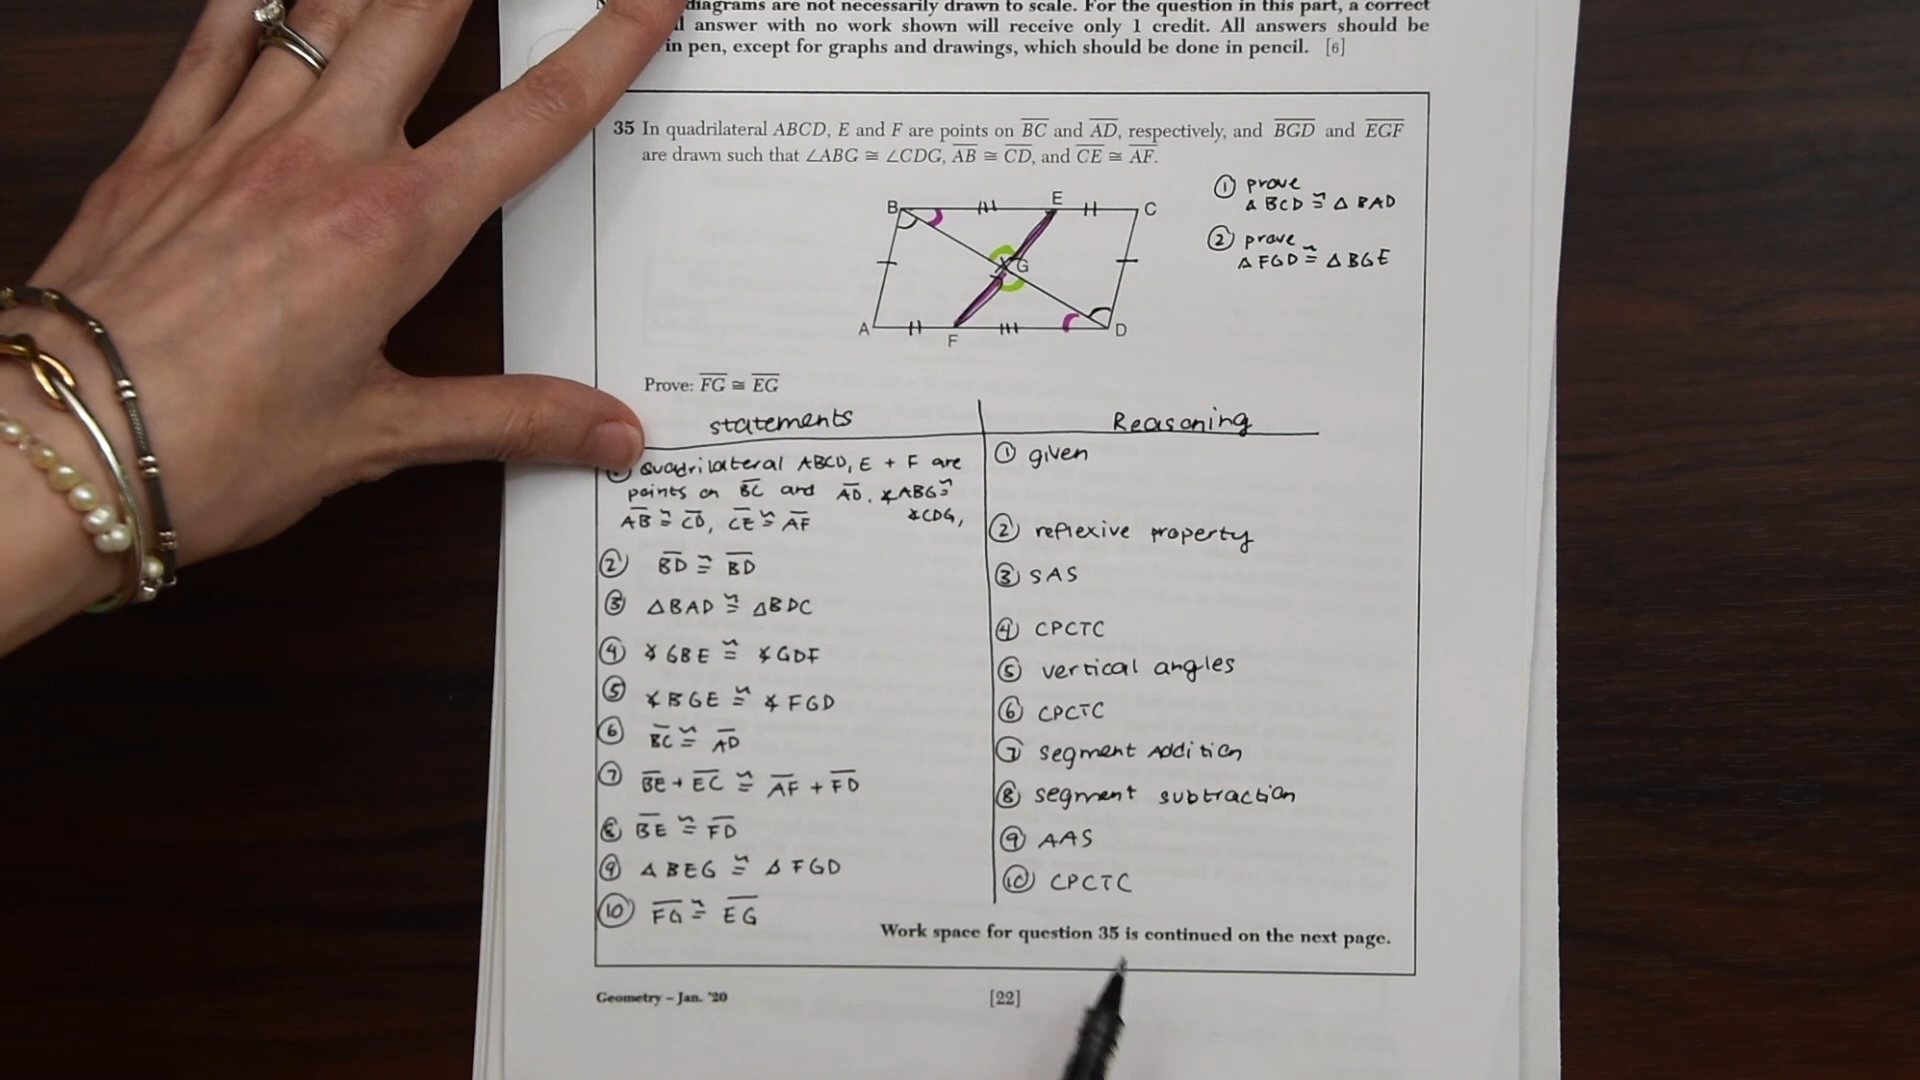 diagrams are not necessarily drawn to scale. For the question in this part, a correct
answer with no work shown will receive only 1 credit. All answers should be
in pen, except for graphs and drawings, which should be done in pencil. [6]
35 In quadrilateral ABCD, E and F are points on BC and AD, respectively, and BGD and EGF
are drawn such that ∠ABG ≅ ∠CDG, AB ≅ CD, and CE ≅ AF.
① prove
△ BCD ≅ △ BAD
② prove
△ FGD ≅ △ BGE
B
E
C
G
A
F
D
Prove: FG ≅ EG
statements
Reasoning
Quadrilateral ABCD, E + F are
points on BC and AD. ∡ABG ≅
∡CDG,
AB ≅ CD, CE ≅ AF
① given
② BD ≅ BD
② reflexive property
③ △BAD ≅ △BDC
③ SAS
④ ∡GBE ≅ ∡GDF
④ CPCTC
⑤ ∡BGE ≅ ∡FGD
⑤ vertical angles
⑥ BC ≅ AD
⑥ CPCTC
⑦ BE + EC ≅ AF + FD
⑦ segment Addition
⑧ BE ≅ FD
⑧ segment subtraction
⑨ △BEG ≅ △FGD
⑨ AAS
⑩ FG ≅ EG
⑩ CPCTC
Work space for question 35 is continued on the next page.
Geometry – Jan. '20
[22]